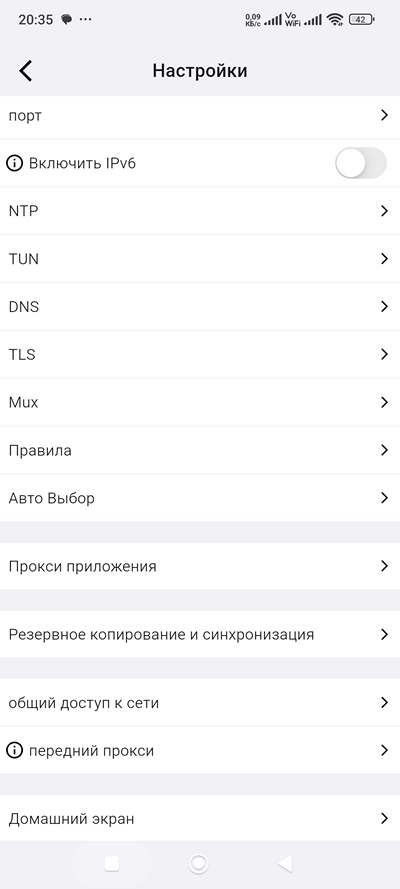 20:35
0,09 КБ/с Vo WiFi 42
Настройки
порт
Включить IPv6
NTP
TUN
DNS
TLS
Mux
Правила
Авто Выбор
Прокси приложения
Резервное копирование и синхронизация
общий доступ к сети
передний прокси
Домашний экран